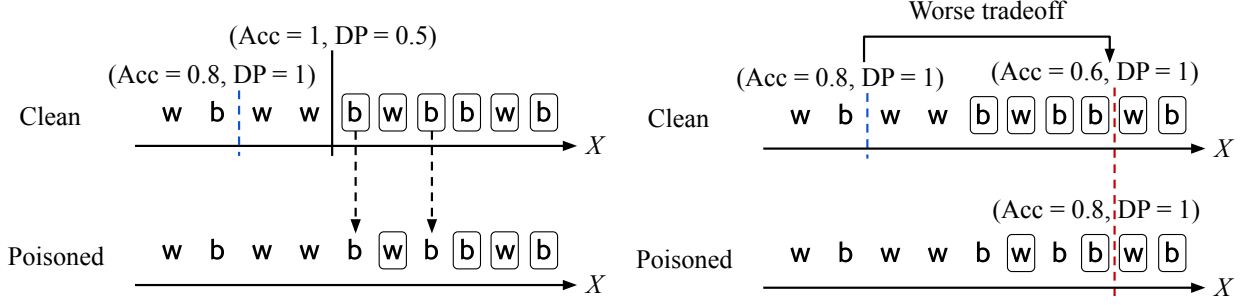 (Acc = 1, DP = 0.5)
(Acc = 0.8, DP = 1)
Clean w b w w b w b b w b X
Poisoned w b w w b w b b w b X
Worse tradeoff
(Acc = 0.8, DP = 1) (Acc = 0.6, DP = 1)
Clean w b w w b w b b w b X
(Acc = 0.8, DP = 1)
Poisoned w b w w b w b b w b X